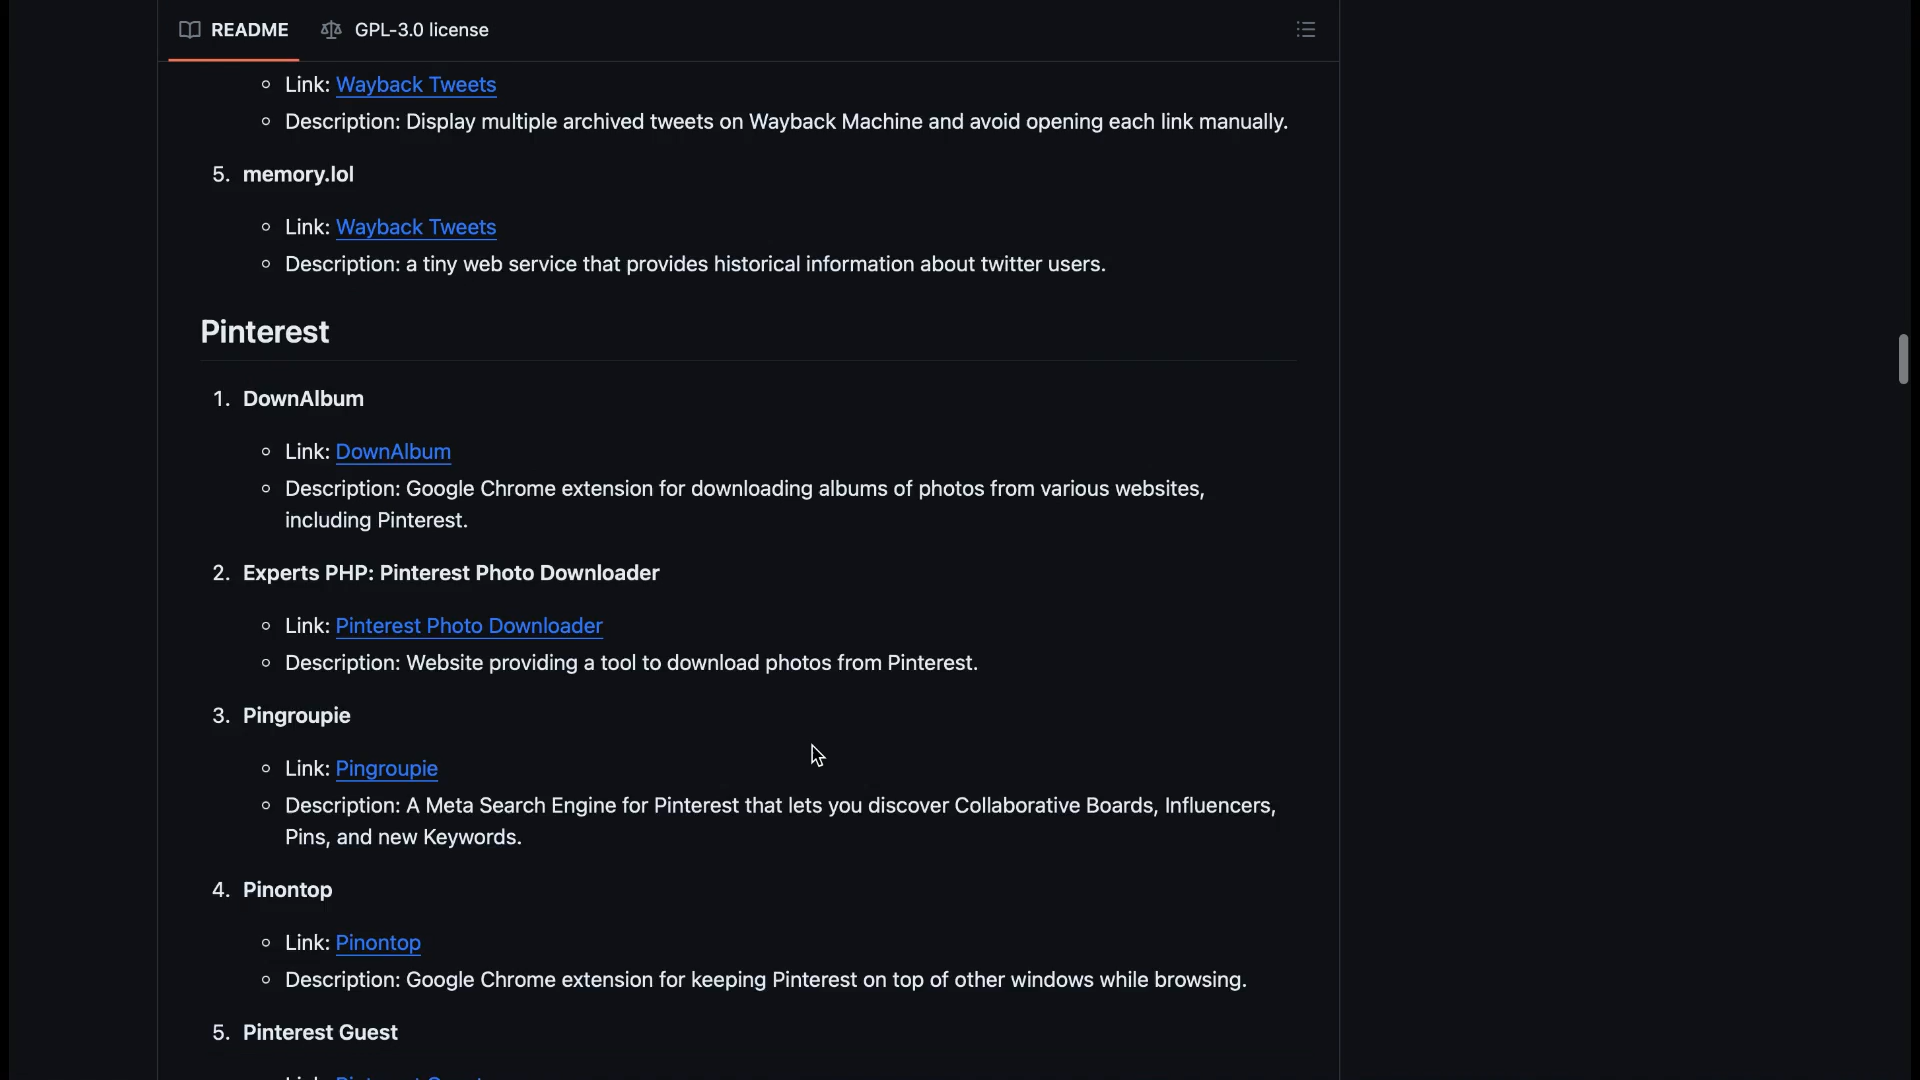 README
GPL-3.0 license
Link: Wayback Tweets
Description: Display multiple archived tweets on Wayback Machine and avoid opening each link manually.
5. memory.lol
Link: Wayback Tweets
Description: a tiny web service that provides historical information about twitter users.
Pinterest
1. DownAlbum
Link: DownAlbum
Description: Google Chrome extension for downloading albums of photos from various websites,
including Pinterest.
2. Experts PHP: Pinterest Photo Downloader
Link: Pinterest Photo Downloader
Description: Website providing a tool to download photos from Pinterest.
3. Pingroupie
Link: Pingroupie
Description: A Meta Search Engine for Pinterest that lets you discover Collaborative Boards, Influencers,
Pins, and new Keywords.
4. Pinontop
Link: Pinontop
Description: Google Chrome extension for keeping Pinterest on top of other windows while browsing.
5. Pinterest Guest